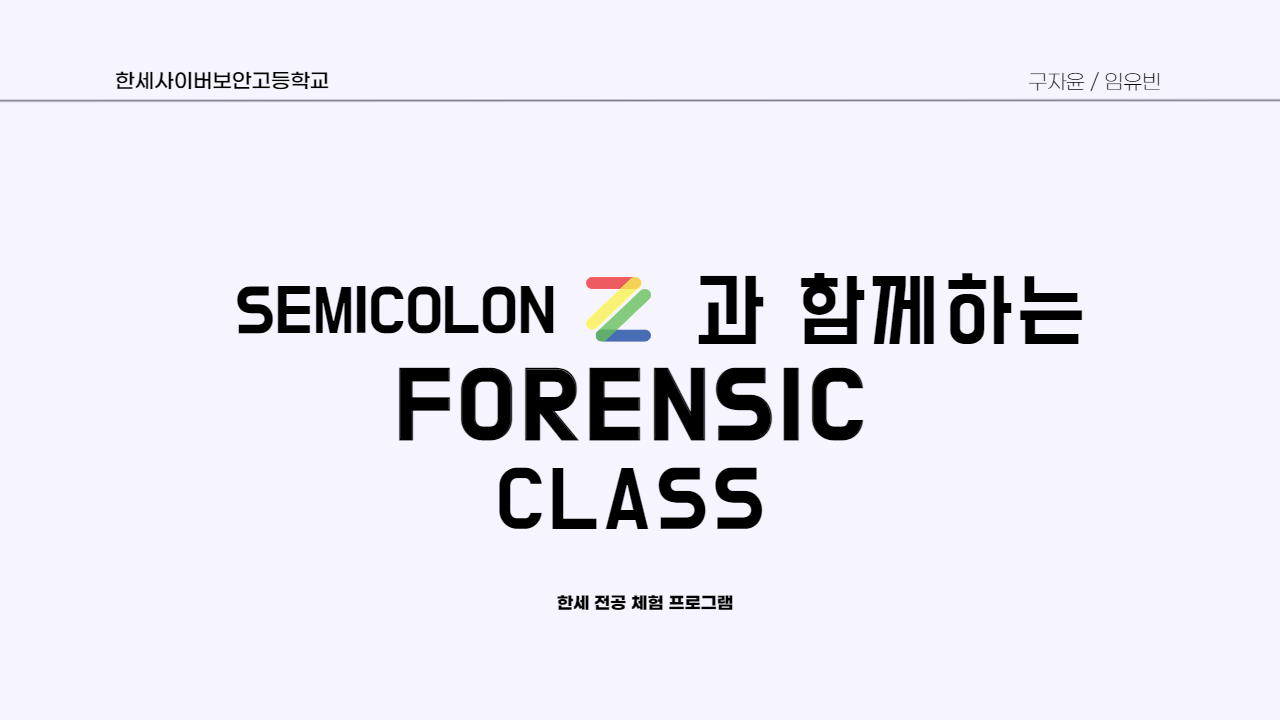 한세사이버보안고등학교
구자윤 / 임유빈
SEMICOLON Z 과 함께하는
FORENSIC
CLASS
한세 전공 체험 프로그램